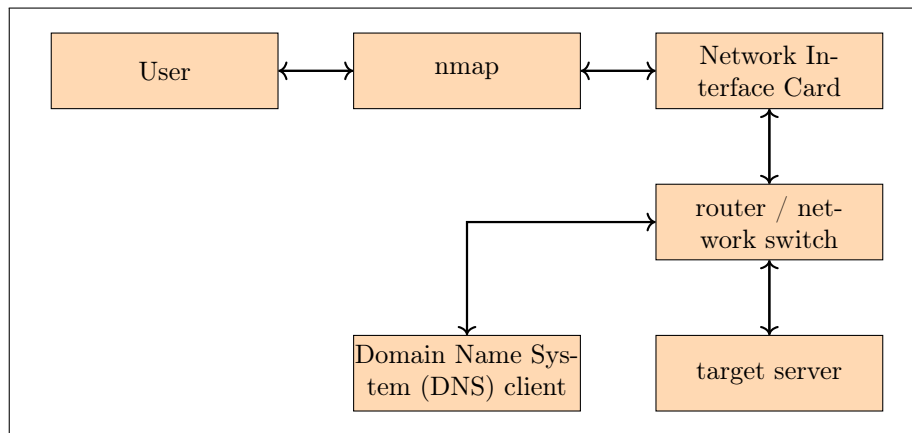 User
nmap
Network In-
terface Card
router / net-
work switch
Domain Name Sys-
tem (DNS) client
target server